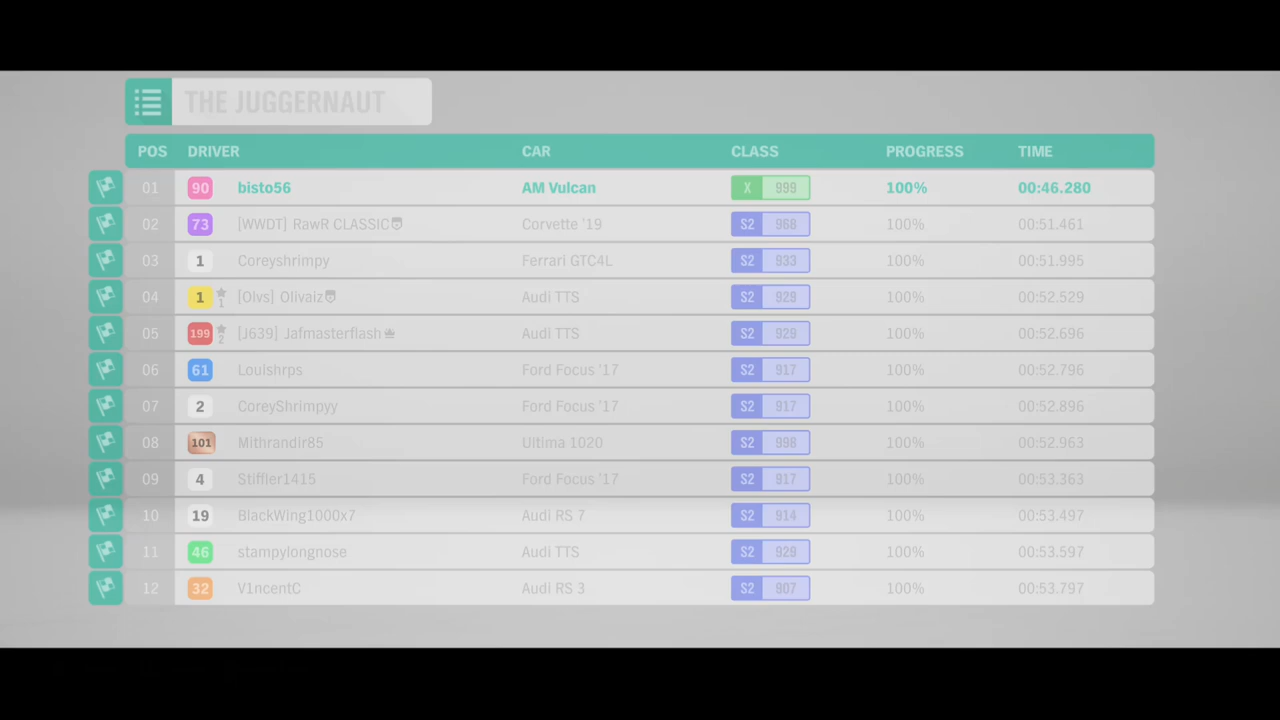 THE JUGGERNAUT
POS DRIVER CAR CLASS PROGRESS TIME
01 90 bisto56 AM Vulcan X 999 100% 00:46.280
02 73 [WWDT] RawR CLASSIC Corvette '19 S2 968 100% 00:51.461
03 1 Coreyshrimpy Ferrari GTC4L S2 933 100% 00:51.995
04 1 1 [Olvs] Olivaiz Audi TTS S2 929 100% 00:52.529
05 199 2 [J639] Jafmasterflash Audi TTS S2 929 100% 00:52.696
06 61 Louishrps Ford Focus '17 S2 917 100% 00:52.796
07 2 CoreyShrimpyy Ford Focus '17 S2 917 100% 00:52.896
08 101 Mithrandir85 Ultima 1020 S2 998 100% 00:52.963
09 4 Stiffler1415 Ford Focus '17 S2 917 100% 00:53.363
10 19 BlackWing1000x7 Audi RS 7 S2 914 100% 00:53.497
11 46 stampylongnose Audi TTS S2 929 100% 00:53.597
12 32 V1ncentC Audi RS 3 S2 907 100% 00:53.797